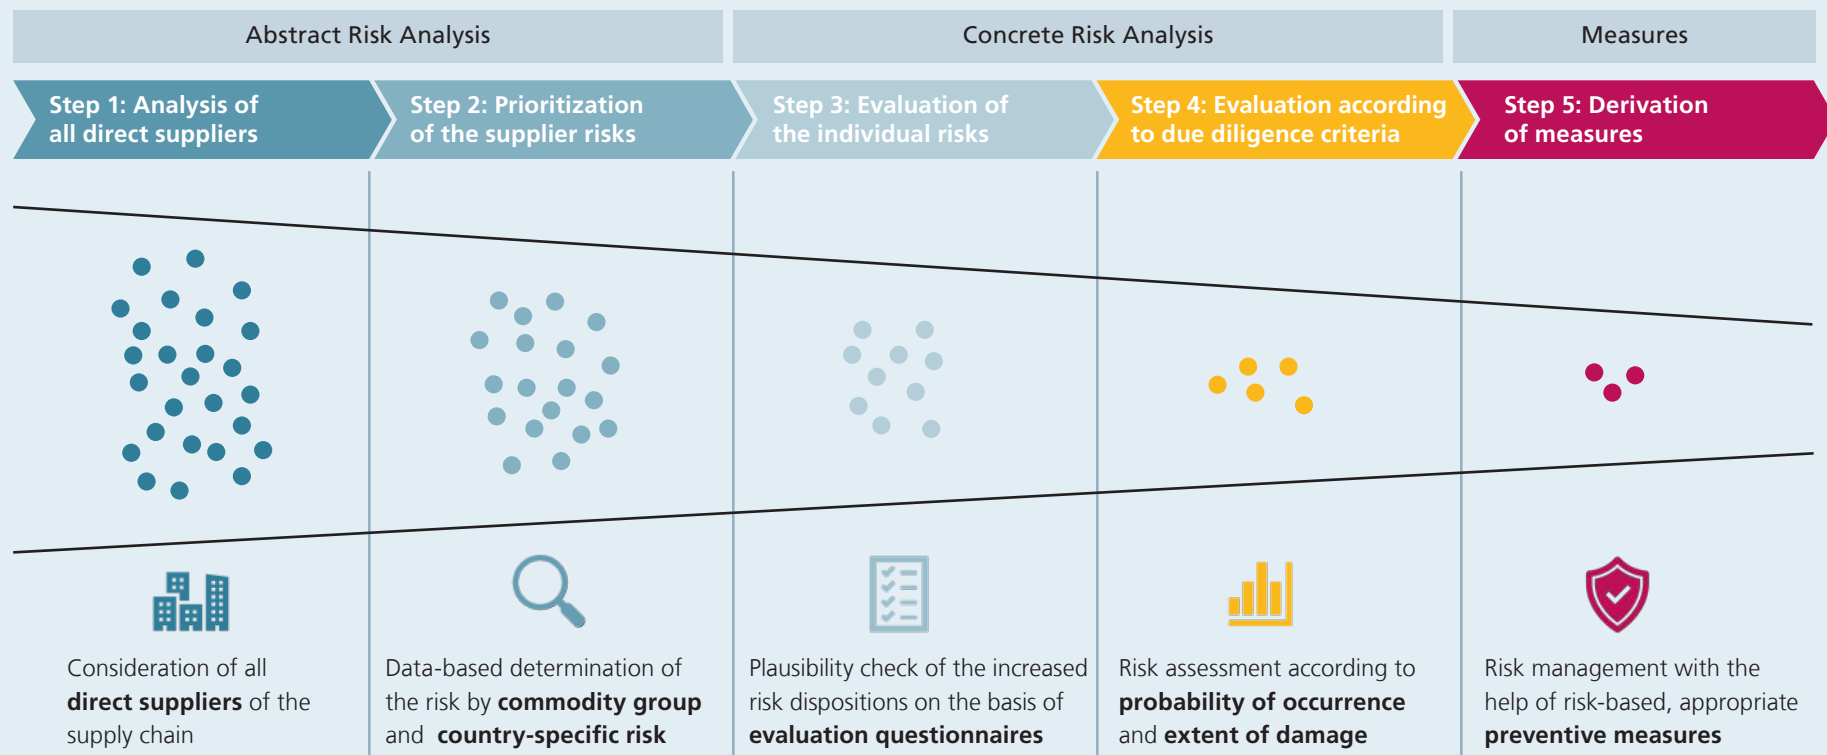 Abstract Risk Analysis
Concrete Risk Analysis
Measures
Step 1: Analysis of
all direct suppliers
Step 2: Prioritization
of the supplier risks
Step 3: Evaluation of
the individual risks
Step 4: Evaluation according
to due diligence criteria
Step 5: Derivation
of measures
Consideration of all
direct suppliers of the
supply chain
Data-based determination of
the risk by commodity group
and country-specific risk
Plausibility check of the increased
risk dispositions on the basis of
evaluation questionnaires
Risk assessment according to
probability of occurrence
and extent of damage
Risk management with the
help of risk-based, appropriate
preventive measures